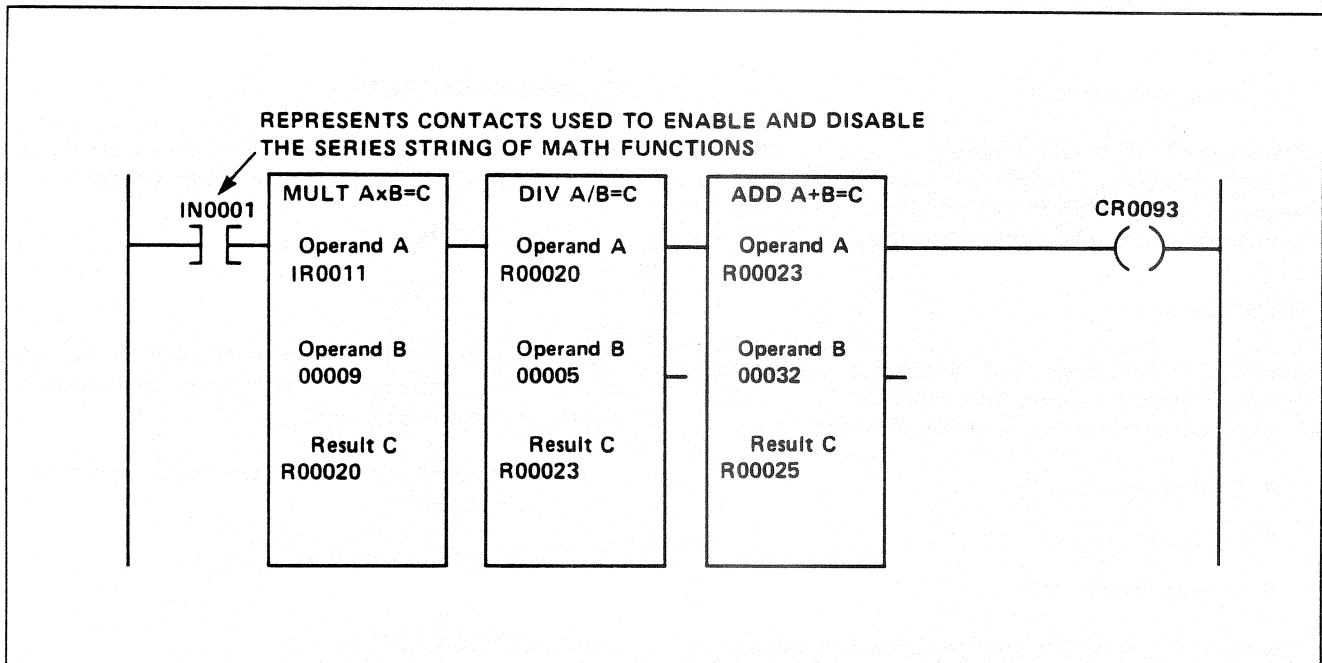 REPRESENTS CONTACTS USED TO ENABLE AND DISABLE
THE SERIES STRING OF MATH FUNCTIONS
IN0001
MULT AxB=C
Operand A
IR0011
Operand B
00009
Result C
R00020
DIV A/B=C
Operand A
R00020
Operand B
00005
Result C
R00023
ADD A+B=C
Operand A
R00023
Operand B
00032
Result C
R00025
CR0093